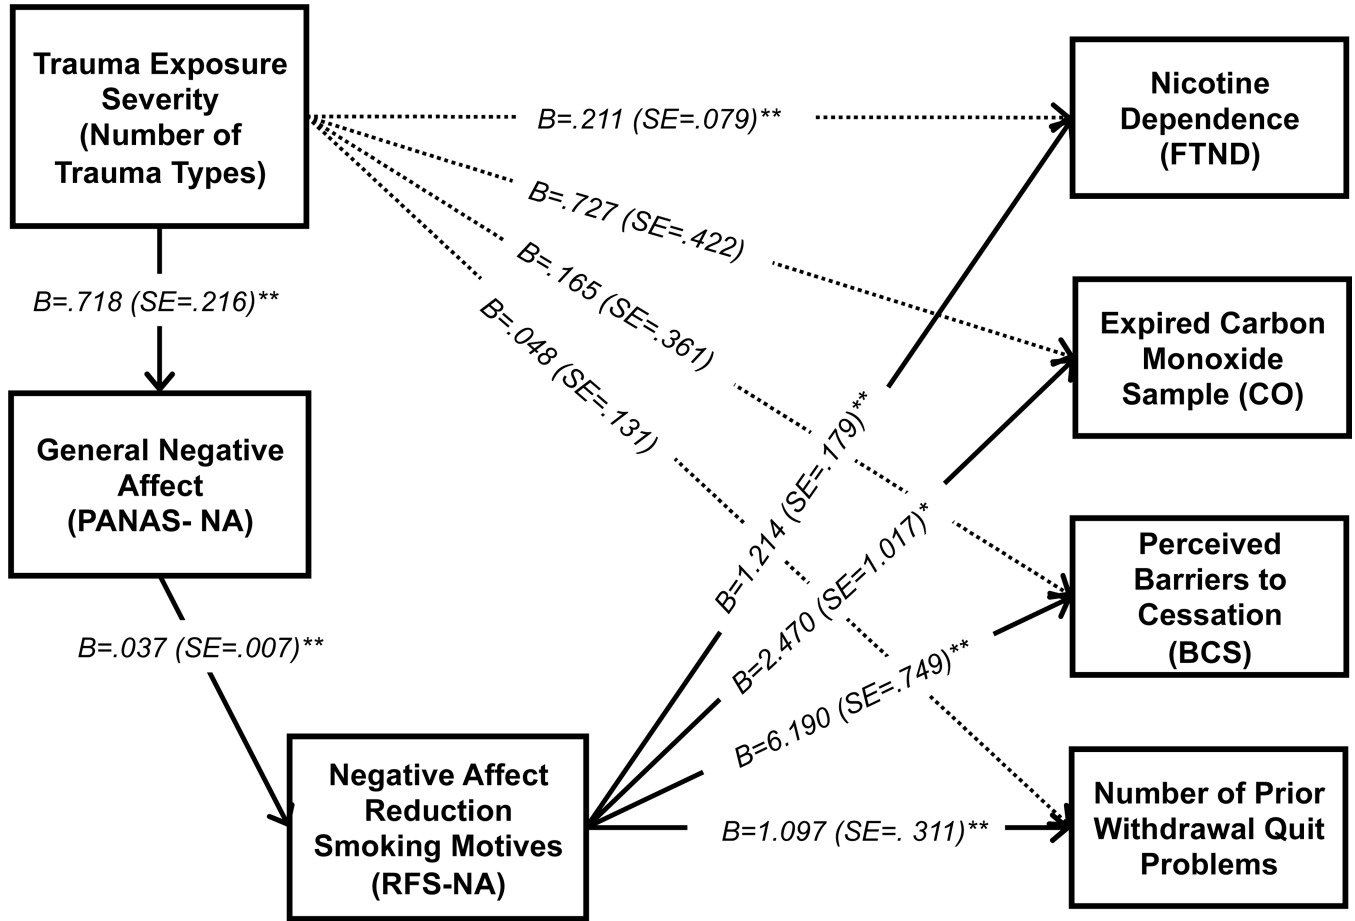 Trauma Exposure
Severity
(Number of
Trauma Types)
B=.718 (SE=.216)**
General Negative
Affect
(PANAS- NA)
B=.037 (SE=.007)**
Negative Affect
Reduction
Smoking Motives
(RFS-NA)
B=.211 (SE=.079)**
B=.727 (SE=.422)
B=.165 (SE=.361)
B=.048 (SE=.131)
B=1.214 (SE=.179)**
B=2.470 (SE=1.017)*
B=6.190 (SE=.749)**
B=1.097 (SE=. 311)**
Nicotine
Dependence
(FTND)
Expired Carbon
Monoxide
Sample (CO)
Perceived
Barriers to
Cessation
(BCS)
Number of Prior
Withdrawal Quit
Problems